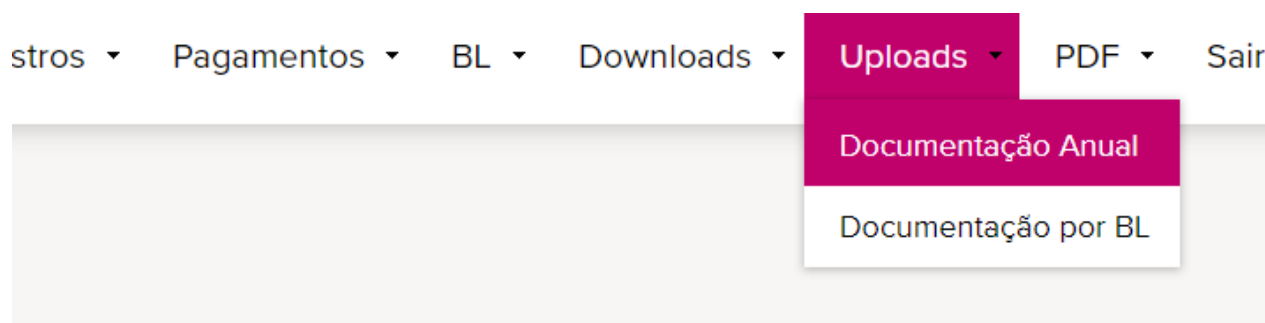 stros Pagamentos BL Downloads Uploads PDF Sair
Documentação Anual
Documentação por BL